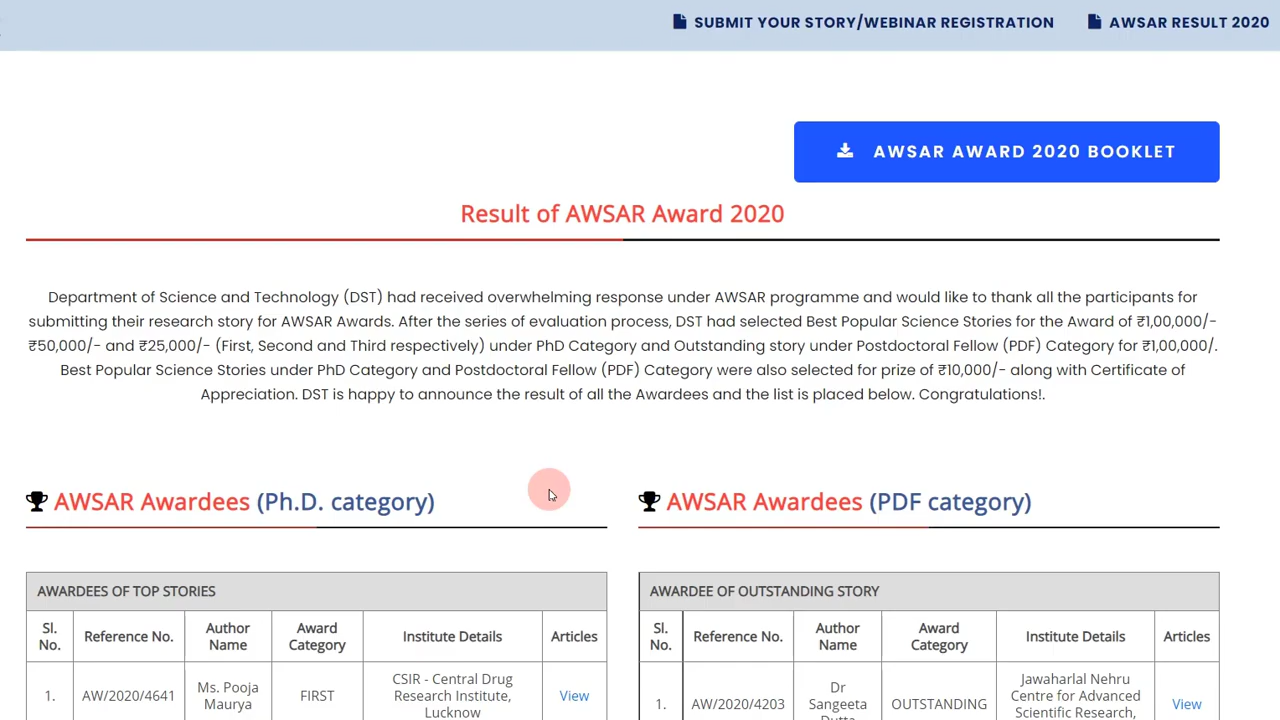 SUBMIT YOUR STORY/WEBINAR REGISTRATION
AWSAR RESULT 2020
AWSAR AWARD 2020 BOOKLET
Result of AWSAR Award 2020
Department of Science and Technology (DST) had received overwhelming response under AWSAR programme and would like to thank all the participants for
submitting their research story for AWSAR Awards. After the series of evaluation process, DST had selected Best Popular Science Stories for the Award of ₹1,00,000/-
₹50,000/- and ₹25,000/- (First, Second and Third respectively) under PhD Category and Outstanding story under Postdoctoral Fellow (PDF) Category for ₹1,00,000/.
Best Popular Science Stories under PhD Category and Postdoctoral Fellow (PDF) Category were also selected for prize of ₹10,000/- along with Certificate of
Appreciation. DST is happy to announce the result of all the Awardees and the list is placed below. Congratulations!.
AWSAR Awardees (Ph.D. category)
AWARDEES OF TOP STORIES
Sl. No.
Reference No.
Author Name
Award Category
Institute Details
Articles
1.
AW/2020/4641
Ms. Pooja Maurya
FIRST
CSIR - Central Drug
Research Institute,
Lucknow
View
AWSAR Awardees (PDF category)
AWARDEE OF OUTSTANDING STORY
Sl. No.
Reference No.
Author Name
Award Category
Institute Details
Articles
1.
AW/2020/4203
Dr
Sangeeta
Dutta
OUTSTANDING
Jawaharlal Nehru
Centre for Advanced
Scientific Research,
View